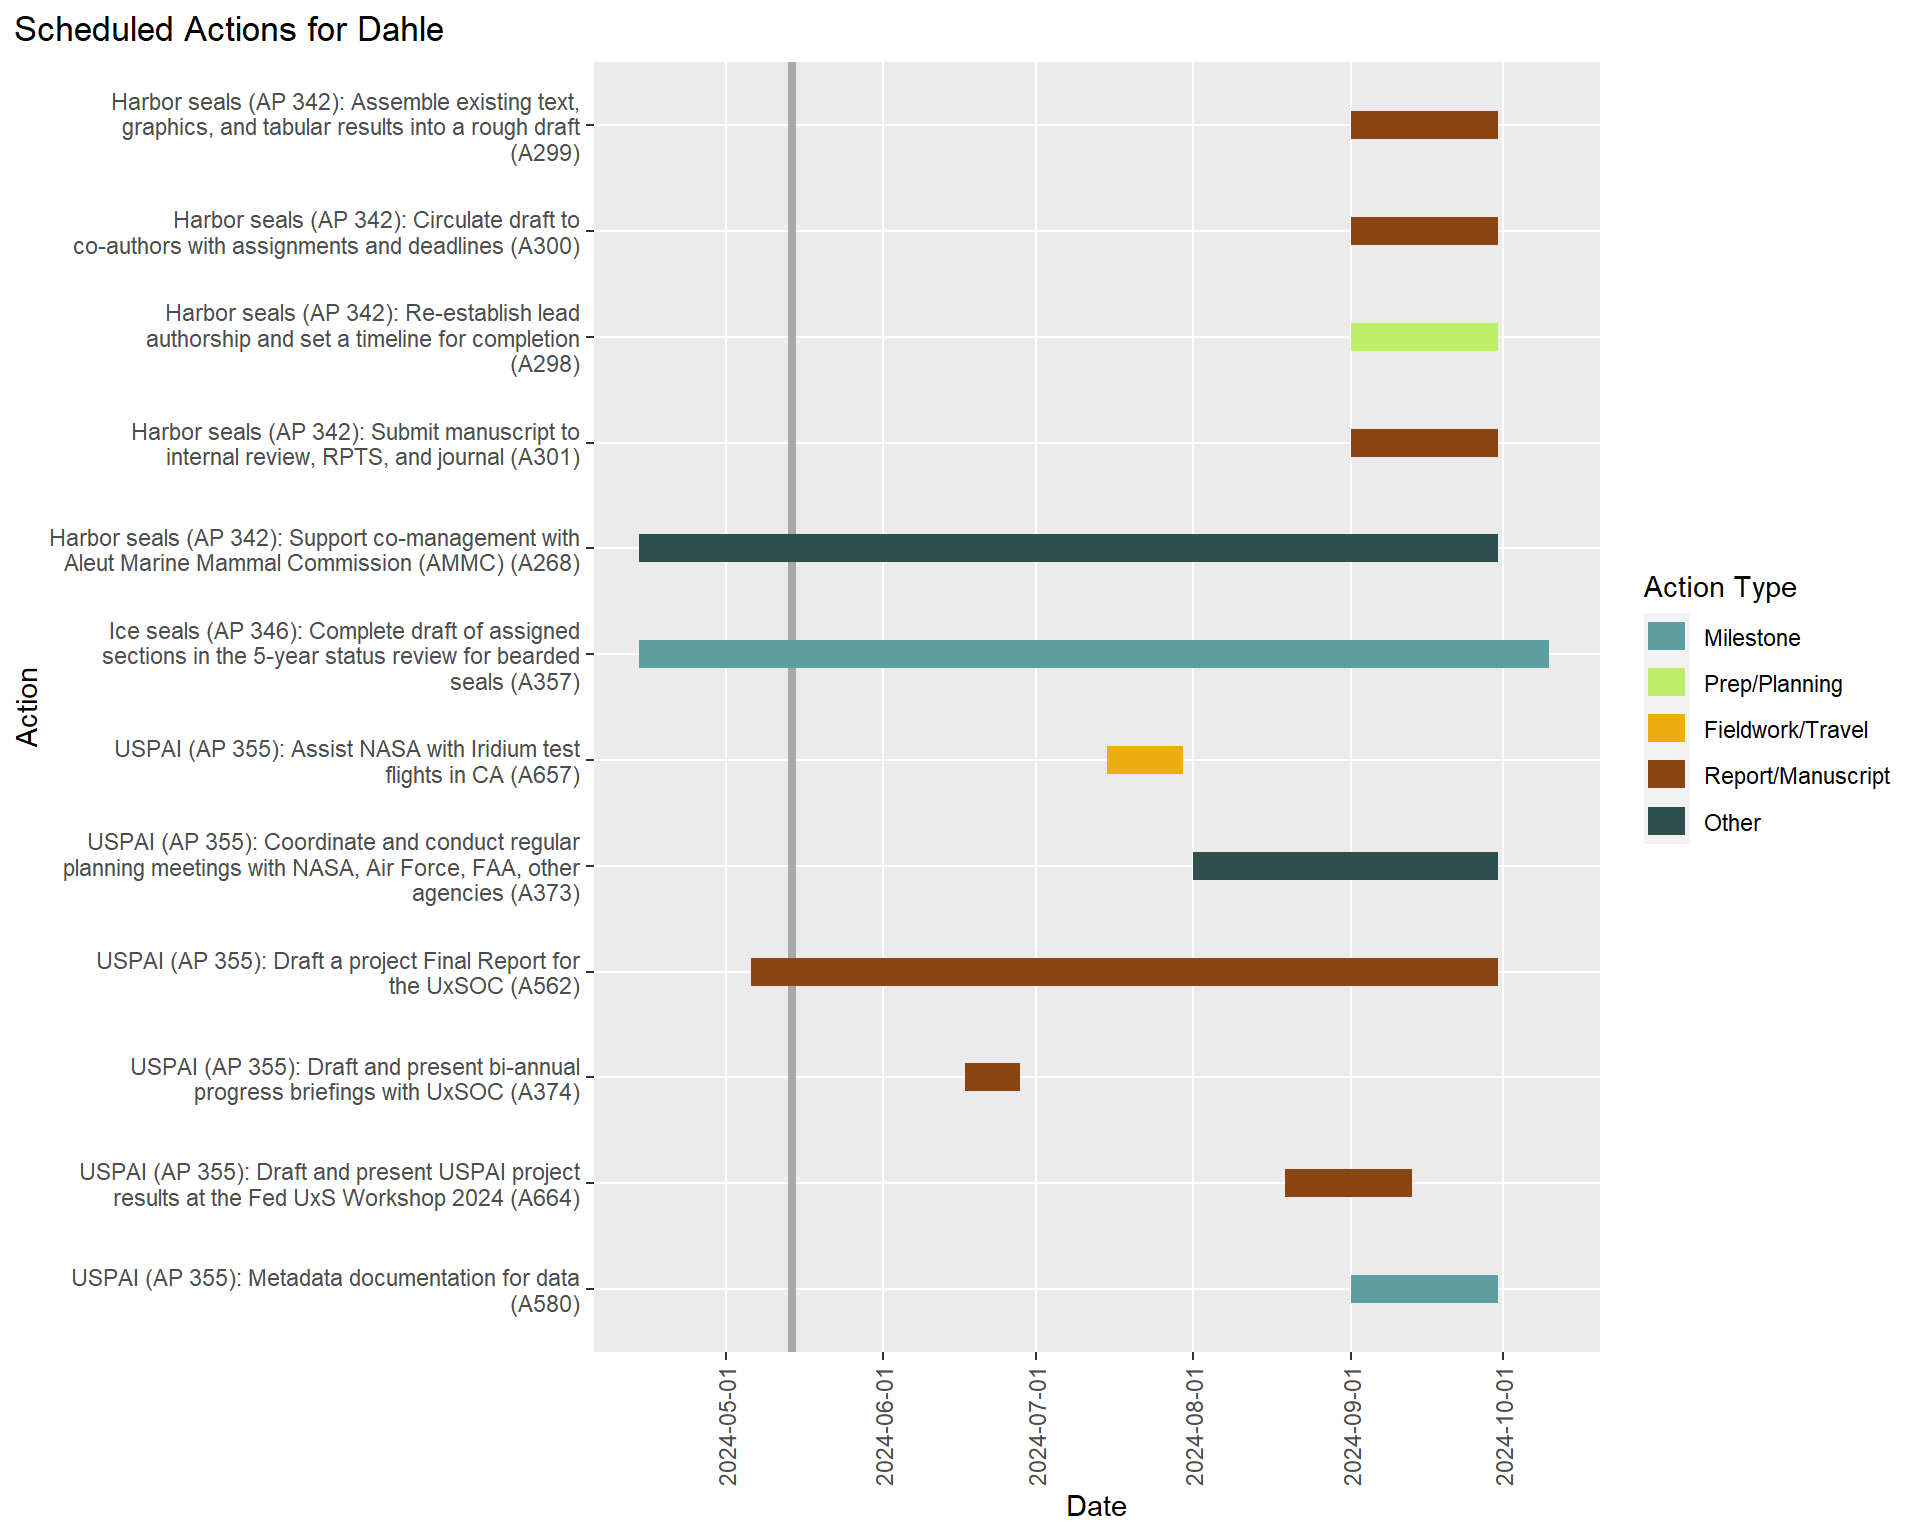 Scheduled Actions for Dahle
Harbor seals (AP 342): Assemble existing text,
graphics, and tabular results into a rough draft
(A299)
Harbor seals (AP 342): Circulate draft to
co-authors with assignments and deadlines (A300)
Harbor seals (AP 342): Re-establish lead
authorship and set a timeline for completion
(A298)
Harbor seals (AP 342): Submit manuscript to
internal review, RPTS, and journal (A301)
Harbor seals (AP 342): Support co-management with
Aleut Marine Mammal Commission (AMMC) (A268)
Ice seals (AP 346): Complete draft of assigned
sections in the 5-year status review for bearded
seals (A357)
USPAI (AP 355): Assist NASA with Iridium test
flights in CA (A657)
USPAI (AP 355): Coordinate and conduct regular
planning meetings with NASA, Air Force, FAA, other
agencies (A373)
USPAI (AP 355): Draft a project Final Report for
the UxSOC (A562)
USPAI (AP 355): Draft and present bi-annual
progress briefings with UxSOC (A374)
USPAI (AP 355): Draft and present USPAI project
results at the Fed UxS Workshop 2024 (A664)
USPAI (AP 355): Metadata documentation for data
(A580)
Action
2024-05-01
2024-06-01
2024-07-01
2024-08-01
2024-09-01
2024-10-01
Date
Action Type
Milestone
Prep/Planning
Fieldwork/Travel
Report/Manuscript
Other